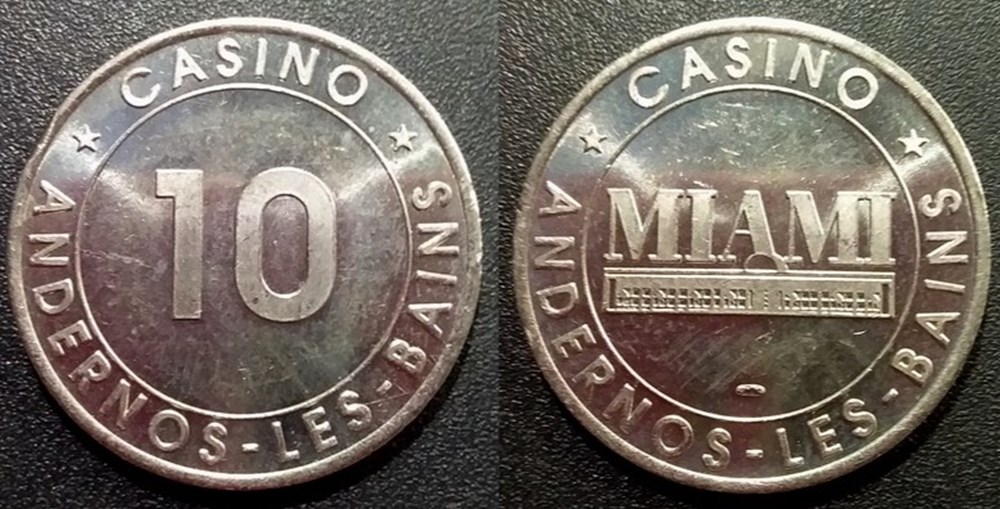 CASINO
10
ANDERNOS-LES-BAINS
CASINO
MIAMI
ANDERNOS-LES-BAINS